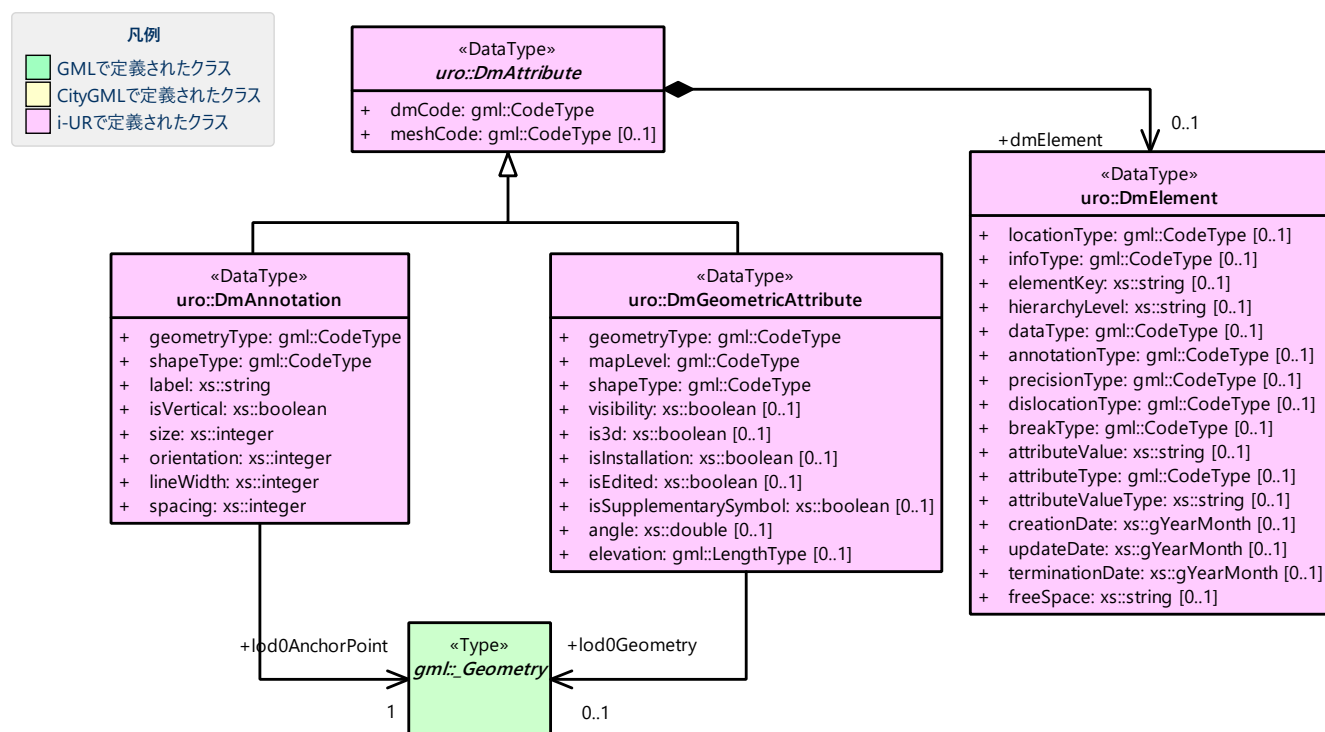 凡例
GMLで定義されたクラス
CityGMLで定義されたクラス
i-URで定義されたクラス
«DataType»
uro::DmAttribute
+ dmCode: gml::CodeType
+ meshCode: gml::CodeType [0..1]
0..1
+dmElement
«DataType»
uro::DmElement
+ locationType: gml::CodeType [0..1]
+ infoType: gml::CodeType [0..1]
+ elementKey: xs::string [0..1]
+ hierarchyLevel: xs::string [0..1]
+ dataType: gml::CodeType [0..1]
+ annotationType: gml::CodeType [0..1]
+ precisionType: gml::CodeType [0..1]
+ dislocationType: gml::CodeType [0..1]
+ breakType: gml::CodeType [0..1]
+ attributeValue: xs::string [0..1]
+ attributeType: gml::CodeType [0..1]
+ attributeValueType: xs::string [0..1]
+ creationDate: xs::gYearMonth [0..1]
+ updateDate: xs::gYearMonth [0..1]
+ terminationDate: xs::gYearMonth [0..1]
+ freeSpace: xs::string [0..1]
«DataType»
uro::DmAnnotation
+ geometryType: gml::CodeType
+ shapeType: gml::CodeType
+ label: xs::string
+ isVertical: xs::boolean
+ size: xs::integer
+ orientation: xs::integer
+ lineWidth: xs::integer
+ spacing: xs::integer
«DataType»
uro::DmGeometricAttribute
+ geometryType: gml::CodeType
+ mapLevel: gml::CodeType
+ shapeType: gml::CodeType
+ visibility: xs::boolean [0..1]
+ is3d: xs::boolean [0..1]
+ isInstallation: xs::boolean [0..1]
+ isEdited: xs::boolean [0..1]
+ isSupplementarySymbol: xs::boolean [0..1]
+ angle: xs::double [0..1]
+ elevation: gml::LengthType [0..1]
+lod0AnchorPoint
1
«Type»
gml::_Geometry
+lod0Geometry
0..1